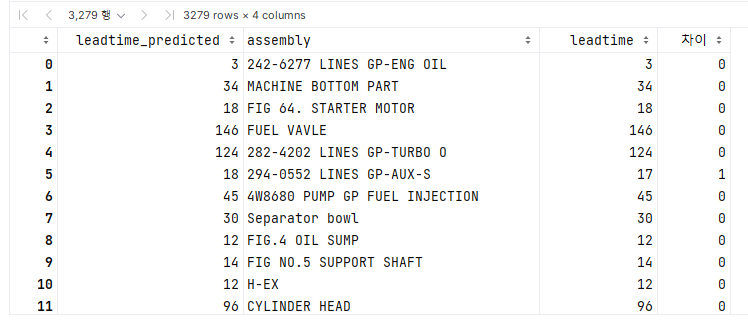 3,279 행 3279 rows × 4 columns
leadtime_predicted assembly leadtime 차이
0 3 242-6277 LINES GP-ENG OIL 3 0
1 34 MACHINE BOTTOM PART 34 0
2 18 FIG 64. STARTER MOTOR 18 0
3 146 FUEL VAVLE 146 0
4 124 282-4202 LINES GP-TURBO O 124 0
5 18 294-0552 LINES GP-AUX-S 17 1
6 45 4W8680 PUMP GP FUEL INJECTION 45 0
7 30 Separator bowl 30 0
8 12 FIG.4 OIL SUMP 12 0
9 14 FIG NO.5 SUPPORT SHAFT 14 0
10 12 H-EX 12 0
11 96 CYLINDER HEAD 96 0